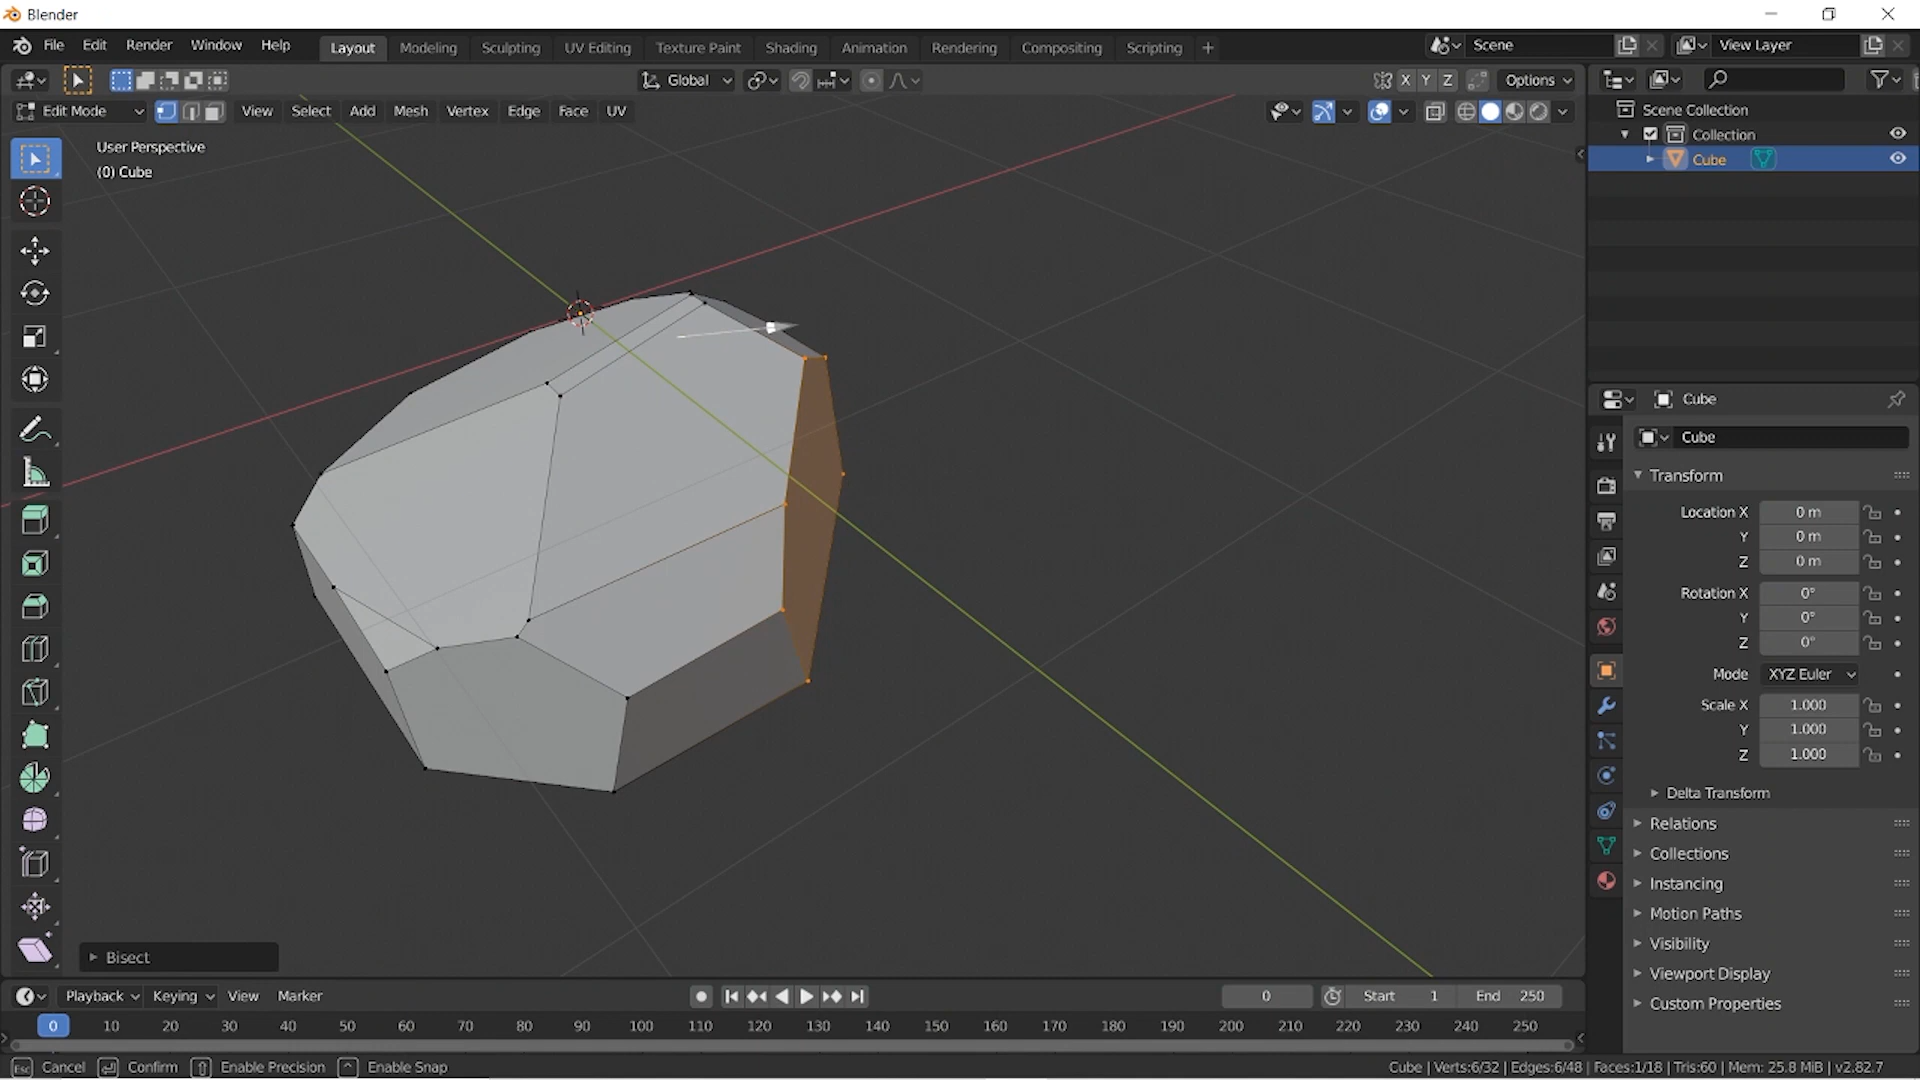 Blender
File Edit Render Window Help Layout Modeling Sculpting UV Editing Texture Paint Shading Animation Rendering Compositing Scripting + Scene View Layer
Global X Y Z Options
Edit Mode View Select Add Mesh Vertex Edge Face UV
User Perspective
(0) Cube
Scene Collection
Collection
Cube
Cube
Cube
Transform
Location X 0 m
Y 0 m
Z 0 m
Rotation X 0°
Y 0°
Z 0°
Mode XYZ Euler
Scale X 1.000
Y 1.000
Z 1.000
Delta Transform
Relations
Collections
Instancing
Motion Paths
Visibility
Viewport Display
Custom Properties
Bisect
Playback Keying View Marker 0 Start 1 End 250
0 10 20 30 40 50 60 70 80 90 100 110 120 130 140 150 160 170 180 190 200 210 220 230 240 250
Esc Cancel Confirm Enable Precision Enable Snap Cube | Verts:6/32 | Edges:6/48 | Faces:1/18 | Tris:60 | Mem: 25.8 MiB | v2.82.7